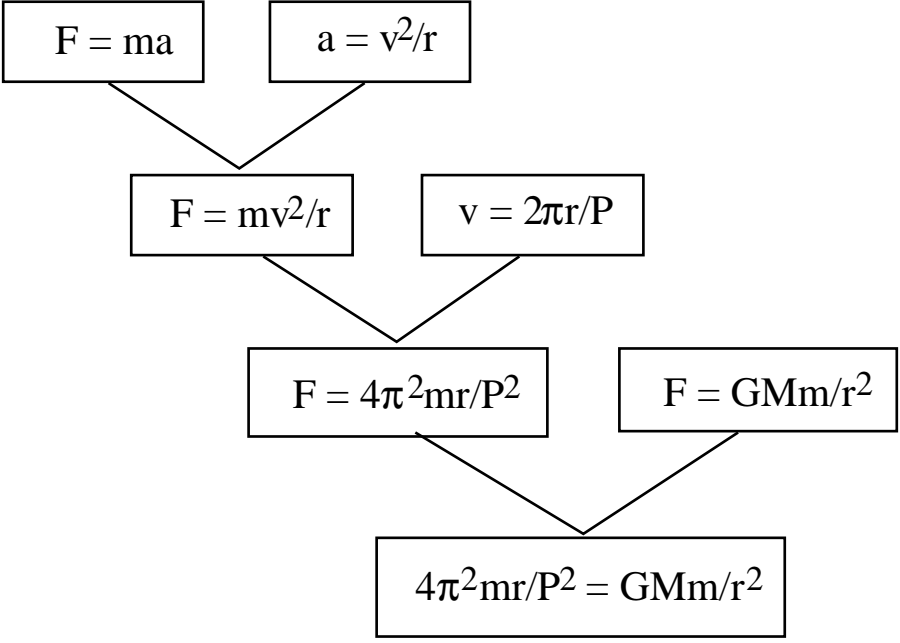 F = ma
a = v²/r
F = mv²/r
v = 2πr/P
F = 4π²mr/P²
F = GMm/r²
4π²mr/P² = GMm/r²